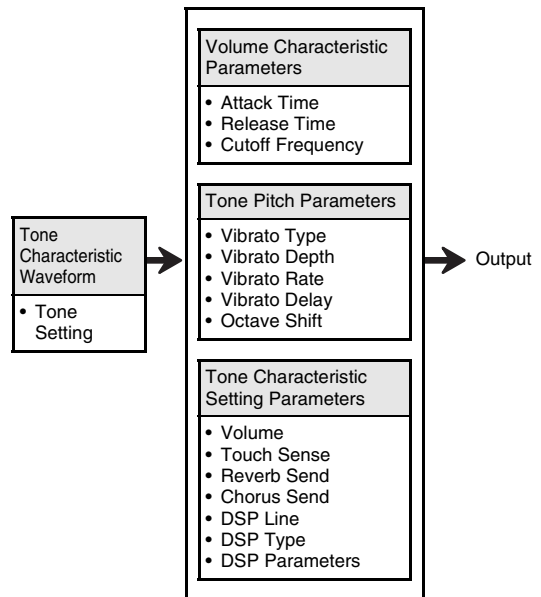 Volume Characteristic
Parameters
• Attack Time
• Release Time
• Cutoff Frequency
Tone
Characteristic
Waveform
• Tone
Setting
Tone Pitch Parameters
• Vibrato Type
• Vibrato Depth
• Vibrato Rate
• Vibrato Delay
• Octave Shift
Output
Tone Characteristic
Setting Parameters
• Volume
• Touch Sense
• Reverb Send
• Chorus Send
• DSP Line
• DSP Type
• DSP Parameters